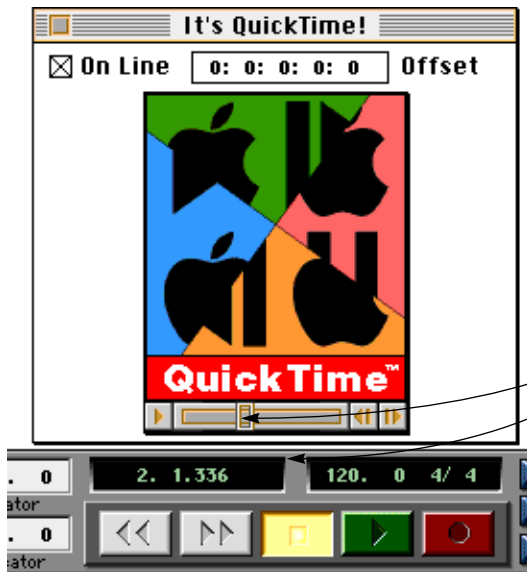 It's QuickTime!
On Line 0: 0: 0: 0: 0 Offset
QuickTime™
. 0 2. 1.336 120. 0 4/ 4
ator
. 0
cator